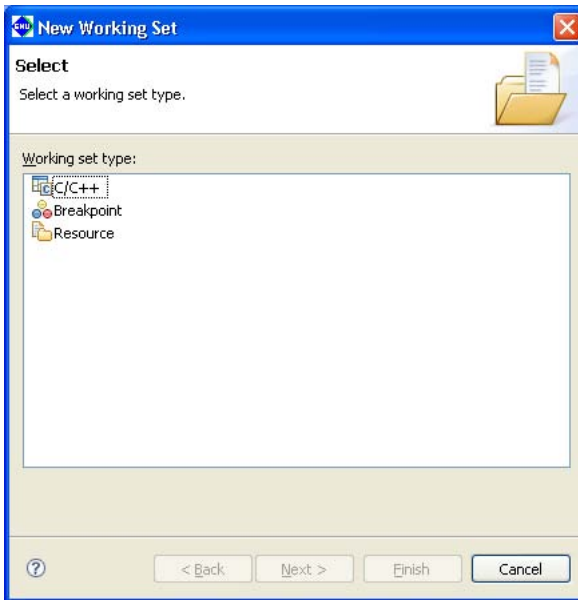 New Working Set
Select
Select a working set type.
Working set type:
C/C++
Breakpoint
Resource
< Back Next > Finish Cancel